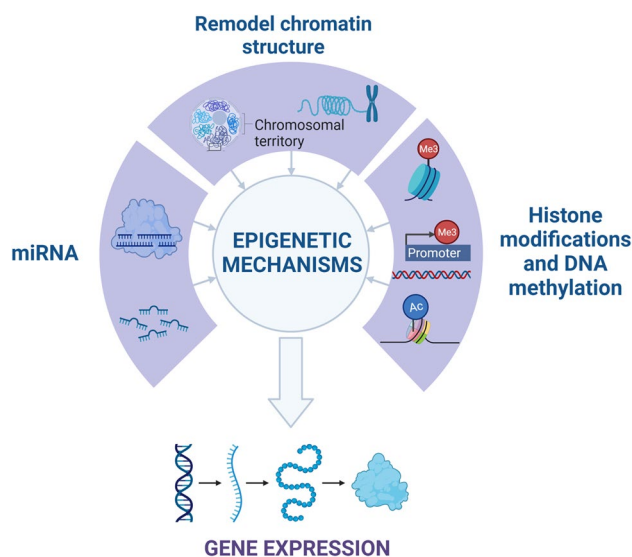 Remodel chromatin
structure
Chromosomal
territory
Me3
miRNA
EPIGENETIC
MECHANISMS
Me3
Promoter
Histone
modifications
and DNA
methylation
Ac
GENE EXPRESSION